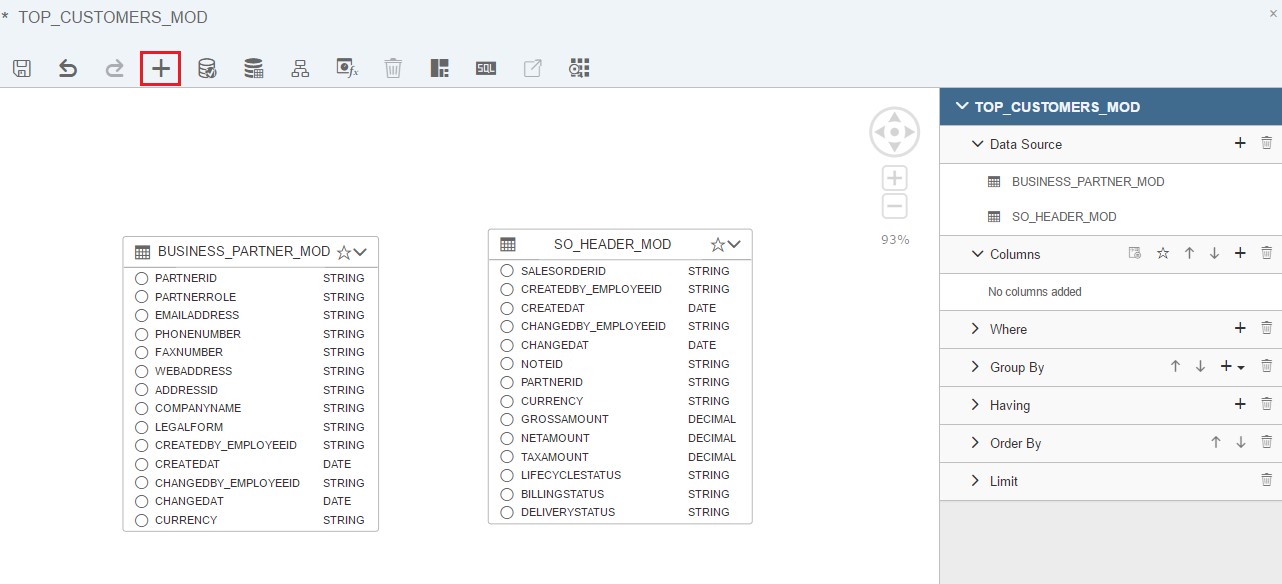 * TOP_CUSTOMERS_MOD
SQL
fx
93%
BUSINESS_PARTNER_MOD
PARTNERID STRING
PARTNERROLE STRING
EMAILADDRESS STRING
PHONENUMBER STRING
FAXNUMBER STRING
WEBADDRESS STRING
ADDRESSID STRING
COMPANYNAME STRING
LEGALFORM STRING
CREATEDBY_EMPLOYEEID STRING
CREATEDAT DATE
CHANGEDBY_EMPLOYEEID STRING
CHANGEDAT DATE
CURRENCY STRING
SO_HEADER_MOD
SALESORDERID STRING
CREATEDBY_EMPLOYEEID STRING
CREATEDAT DATE
CHANGEDBY_EMPLOYEEID STRING
CHANGEDAT DATE
NOTEID STRING
PARTNERID STRING
CURRENCY STRING
GROSSAMOUNT DECIMAL
NETAMOUNT DECIMAL
TAXAMOUNT DECIMAL
LIFECYCLESTATUS STRING
BILLINGSTATUS STRING
DELIVERYSTATUS STRING
TOP_CUSTOMERS_MOD
Data Source
BUSINESS_PARTNER_MOD
SO_HEADER_MOD
Columns
No columns added
Where
Group By
Having
Order By
Limit